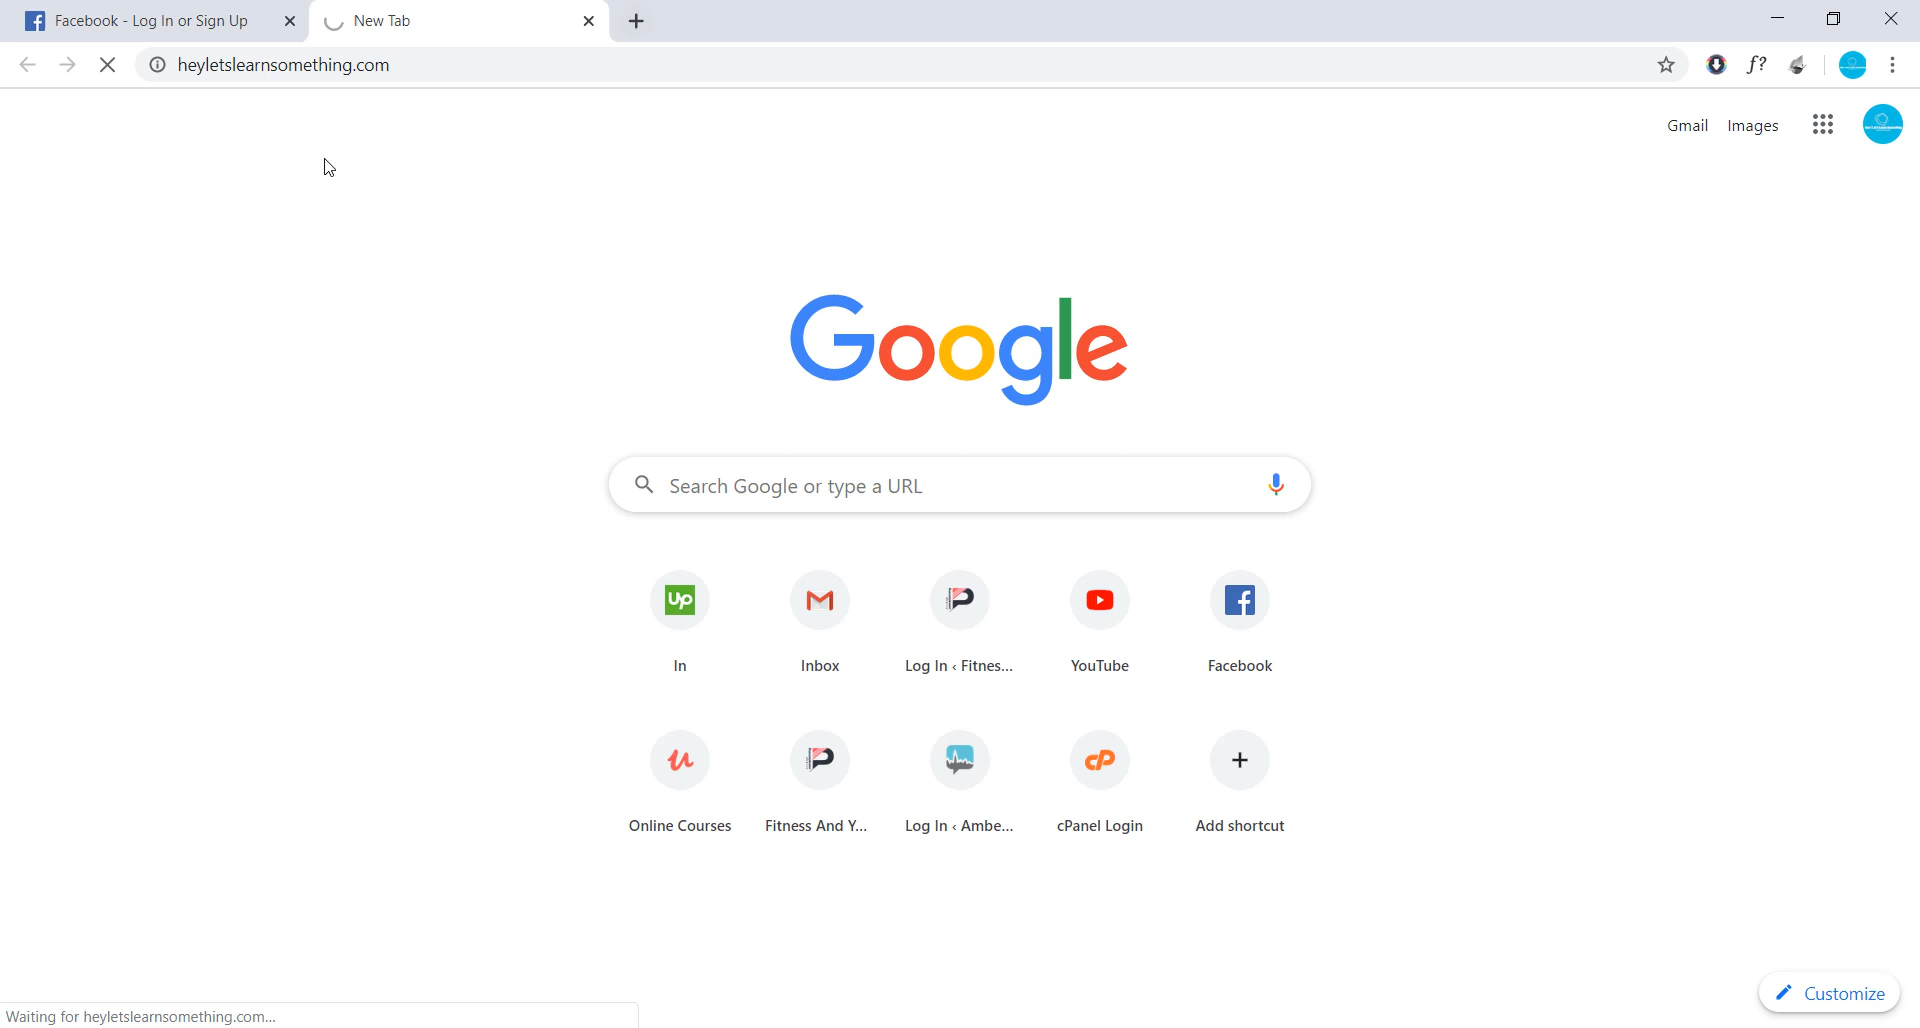 Facebook - Log In or Sign Up
New Tab
heyletslearnsomething.com
f?
Gmail Images
Google
Search Google or type a URL
Up
In
Inbox
Log In ‹ Fitnes...
YouTube
Facebook
Online Courses
Fitness And Y...
Log In ‹ Ambe...
cP
cPanel Login
Add shortcut
Customize
Waiting for heyletslearnsomething.com...